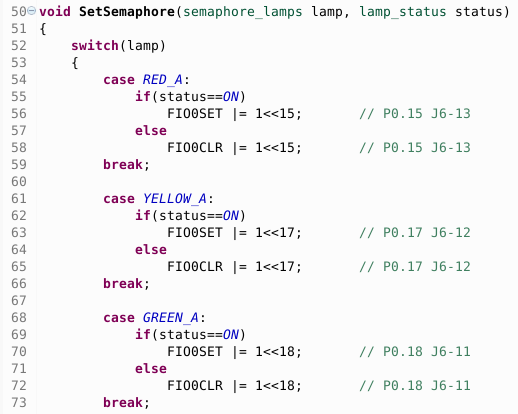 50 void SetSemaphore(semaphore_lamps lamp, lamp_status status)
51 {
52     switch(lamp)
53     {
54         case RED_A:
55             if(status==ON)
56                 FIO0SET |= 1<<15;       // P0.15 J6-13
57             else
58                 FIO0CLR |= 1<<15;       // P0.15 J6-13
59         break;
60
61         case YELLOW_A:
62             if(status==ON)
63                 FIO0SET |= 1<<17;       // P0.17 J6-12
64             else
65                 FIO0CLR |= 1<<17;       // P0.17 J6-12
66         break;
67
68         case GREEN_A:
69             if(status==ON)
70                 FIO0SET |= 1<<18;       // P0.18 J6-11
71             else
72                 FIO0CLR |= 1<<18;       // P0.18 J6-11
73         break;